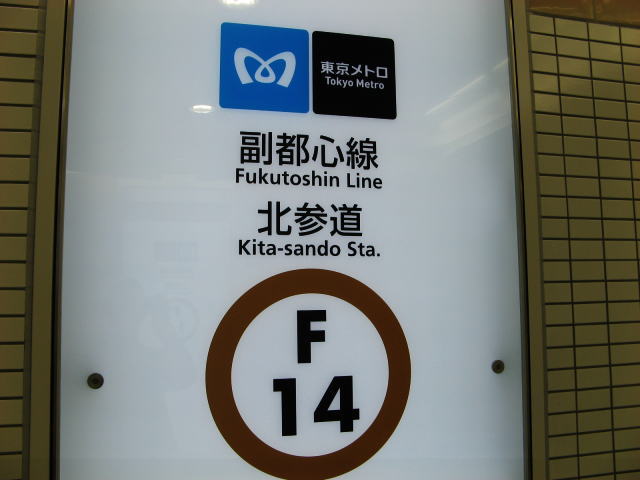 東京メトロ
Tokyo Metro
副都心線
Fukutoshin Line
北参道
Kita-sando Sta.
F
14